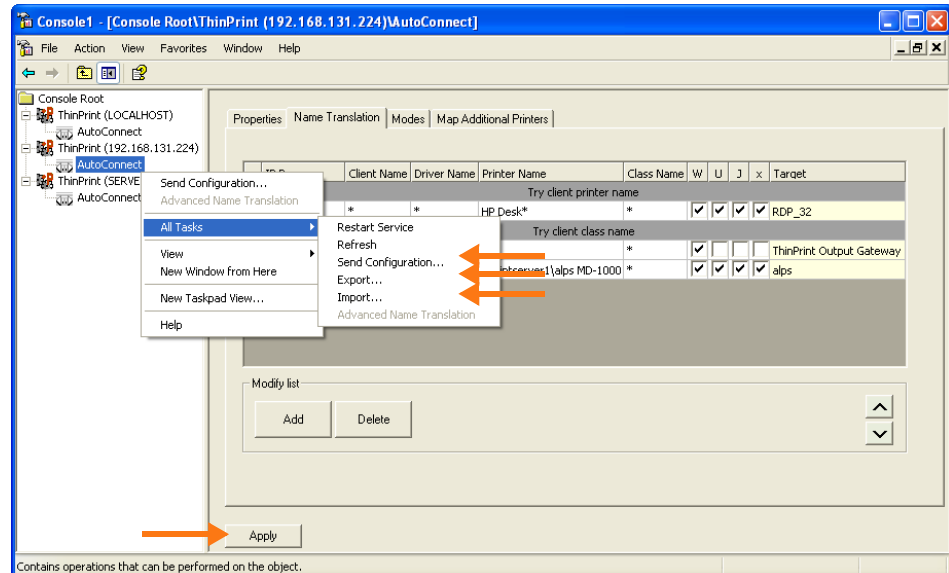 Console1 - [Console Root\ThinPrint (192.168.131.224)\AutoConnect]
File Action View Favorites Window Help
Console Root
ThinPrint (LOCALHOST)
AutoConnect
ThinPrint (192.168.131.224)
AutoConnect
ThinPrint (SERVE
AutoConnect
Send Configuration...
Advanced Name Translation
All Tasks
View
New Window from Here
New Taskpad View...
Help
Restart Service
Refresh
Send Configuration...
Export...
Import...
Advanced Name Translation
Properties Name Translation Modes Map Additional Printers
Client Name Driver Name Printer Name Class Name W U J x Target
Try client printer name
* * HP Desk* * RDP_32
Try client class name
* ThinPrint Output Gateway
\alps MD-1000 * alps
Modify list
Add Delete
Apply
Contains operations that can be performed on the object.